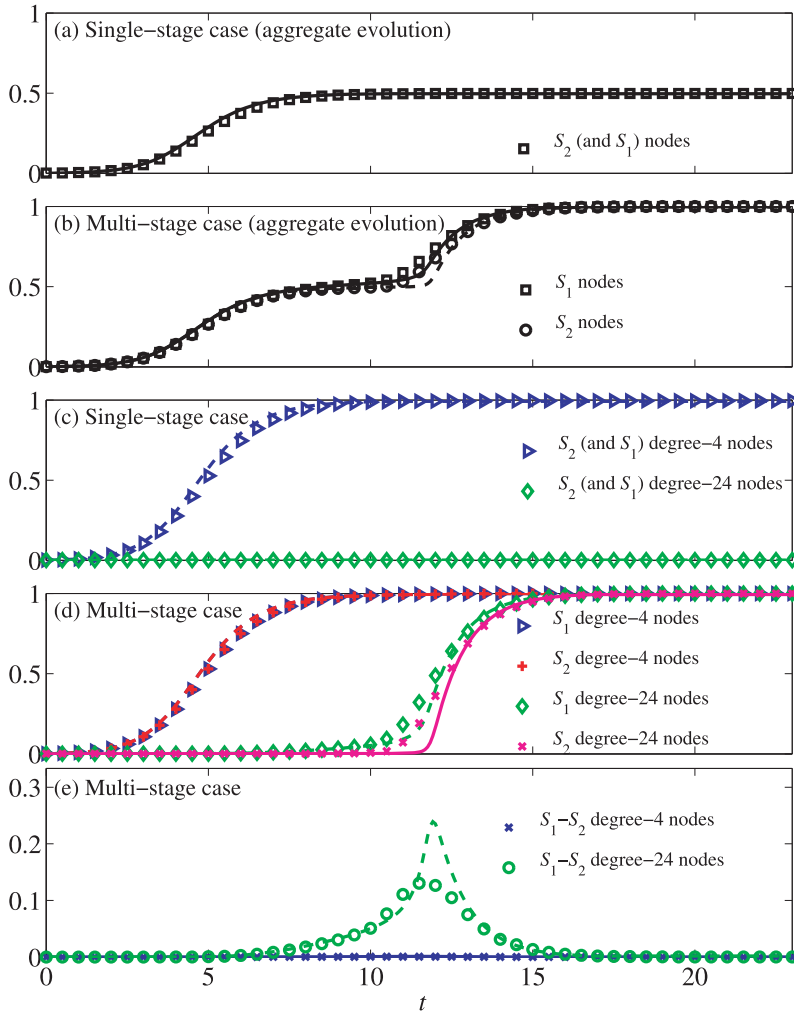 1
(a) Single−stage case (aggregate evolution)
0.5
S2 (and S1) nodes
0
1
(b) Multi−stage case (aggregate evolution)
0.5
S1 nodes
S2 nodes
0
1
(c) Single−stage case
S2 (and S1) degree−4 nodes
0.5
S2 (and S1) degree−24 nodes
0
1
(d) Multi−stage case
S1 degree−4 nodes
S2 degree−4 nodes
0.5
S1 degree−24 nodes
S2 degree−24 nodes
0
(e) Multi−stage case
0.3
S1−S2 degree−4 nodes
0.2
S1−S2 degree−24 nodes
0.1
0
0 5 10 15 20
t